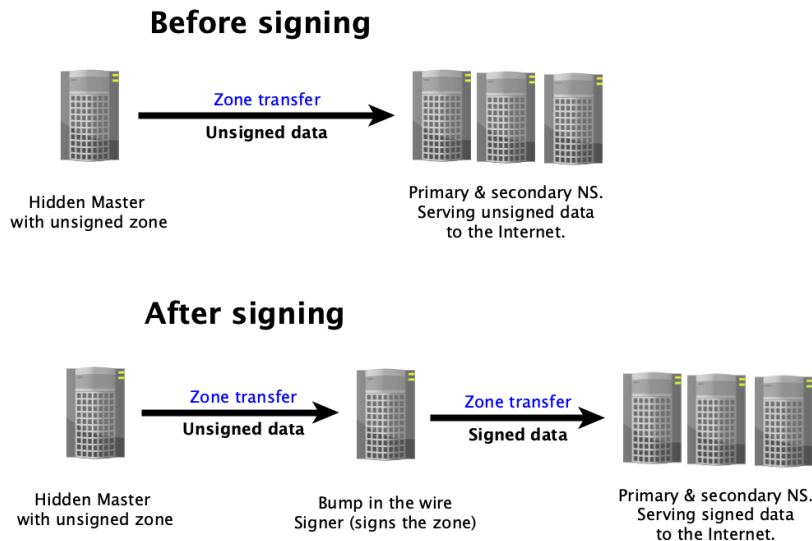 Before signing
Zone transfer
Unsigned data
Hidden Master
with unsigned zone
Primary & secondary NS.
Serving unsigned data
to the Internet.
After signing
Zone transfer
Unsigned data
Zone transfer
Signed data
Hidden Master
with unsigned zone
Bump in the wire
Signer (signs the zone)
Primary & secondary NS.
Serving signed data
to the Internet.